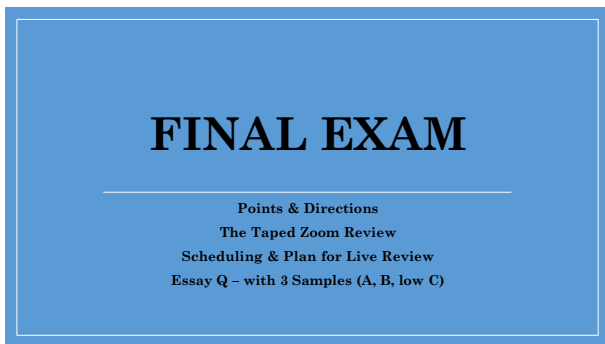 FINAL EXAM
Points & Directions
The Taped Zoom Review
Scheduling & Plan for Live Review
Essay Q – with 3 Samples (A, B, low C)